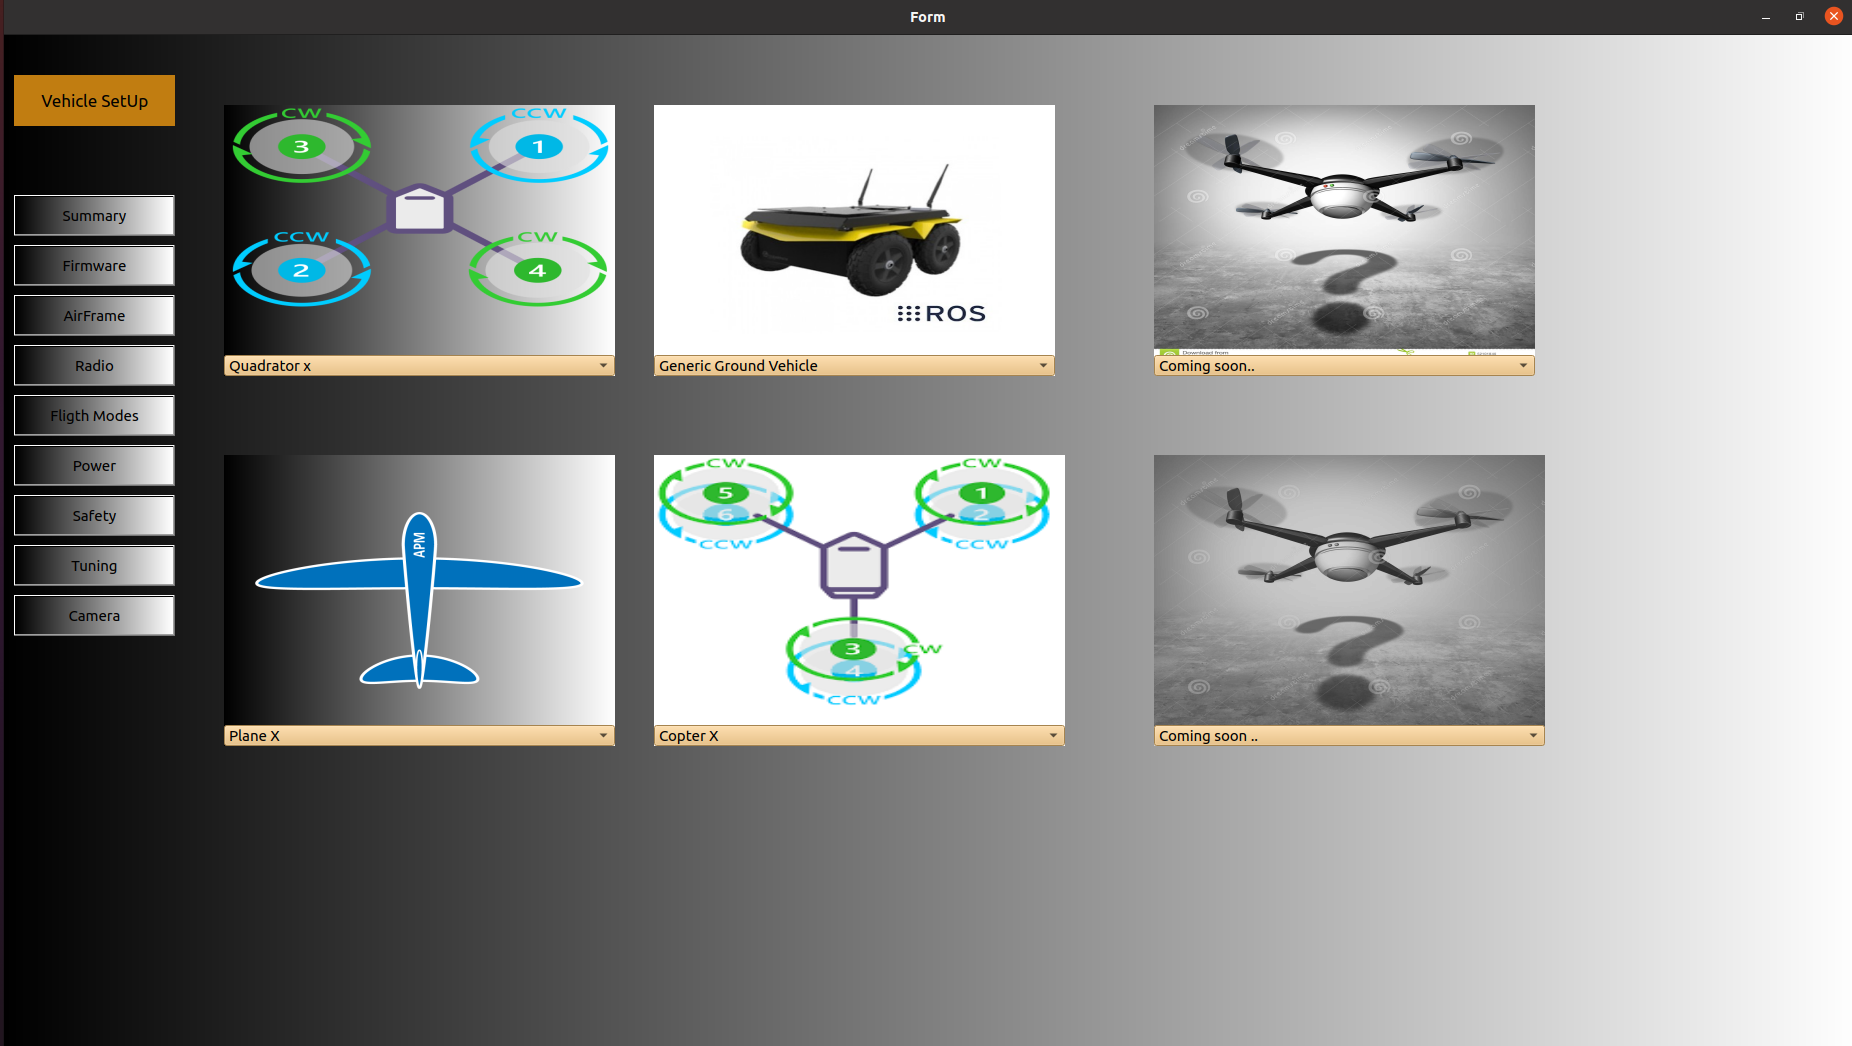 Form
Vehicle SetUp
Summary
Firmware
AirFrame
Radio
Fligth Modes
Power
Safety
Tuning
Camera
CW
CCW
3
1
CCW
CW
2
4
Quadrator x
ROS
Generic Ground Vehicle
Download from
Coming soon..
APM
Plane X
CW
CW
5
1
6
2
CCW
CCW
3
CW
4
CCW
Copter X
Coming soon ..